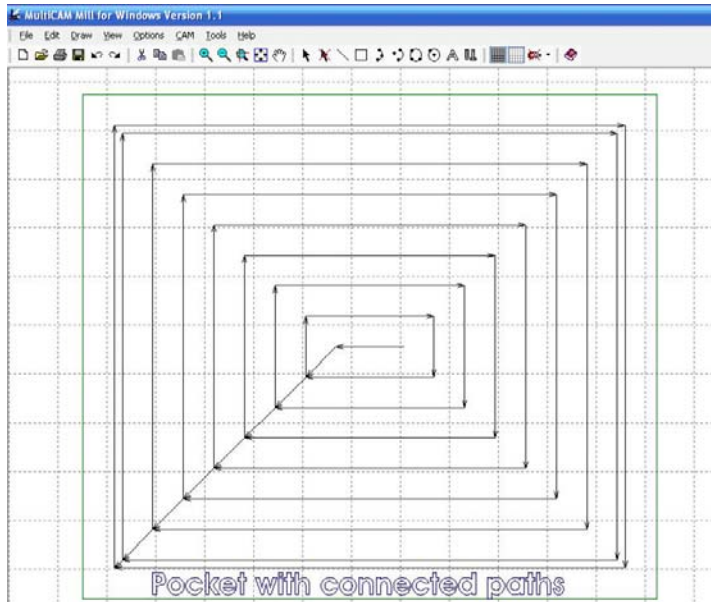 MultiCAM Mill for Windows Version 1.1
File Edit Draw View Options CAM Tools Help
Pocket with connected paths